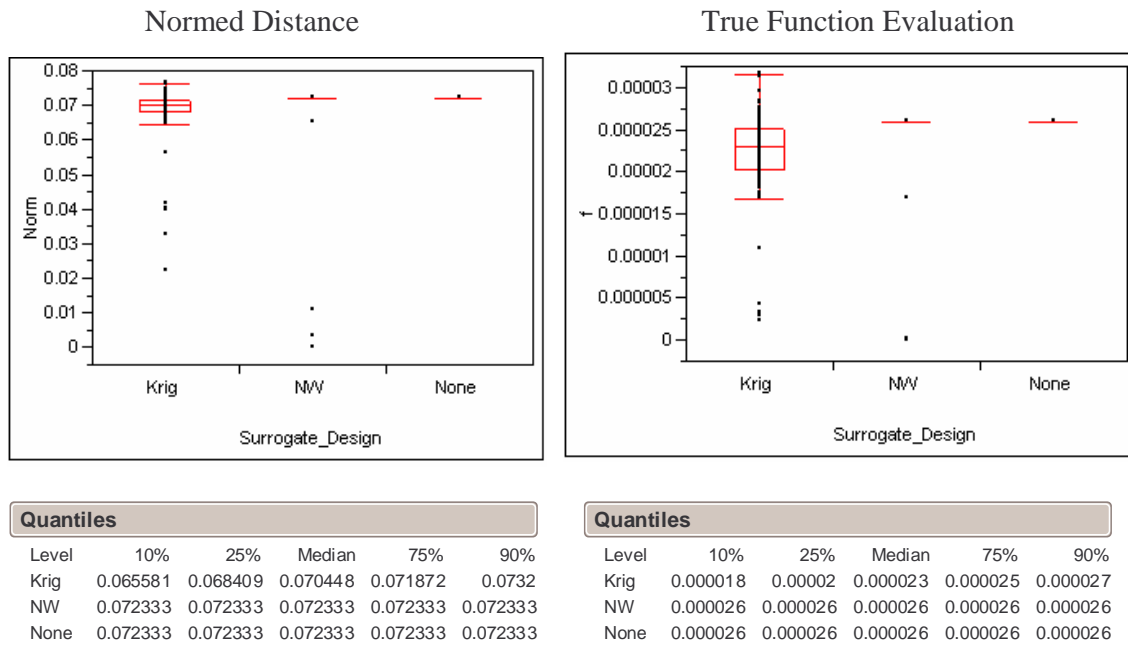 Normed Distance
True Function Evaluation
0.08
0.07
0.06
0.05
0.04
0.03
0.02
0.01
0
Norm
Krig NW None
Surrogate_Design
0.00003
0.000025
0.00002
0.000015
0.00001
0.000005
0
f
Krig NW None
Surrogate_Design
Quantiles
Level 10% 25% Median 75% 90%
Krig 0.065581 0.068409 0.070448 0.071872 0.0732
NW 0.072333 0.072333 0.072333 0.072333 0.072333
None 0.072333 0.072333 0.072333 0.072333 0.072333
Quantiles
Level 10% 25% Median 75% 90%
Krig 0.000018 0.00002 0.000023 0.000025 0.000027
NW 0.000026 0.000026 0.000026 0.000026 0.000026
None 0.000026 0.000026 0.000026 0.000026 0.000026